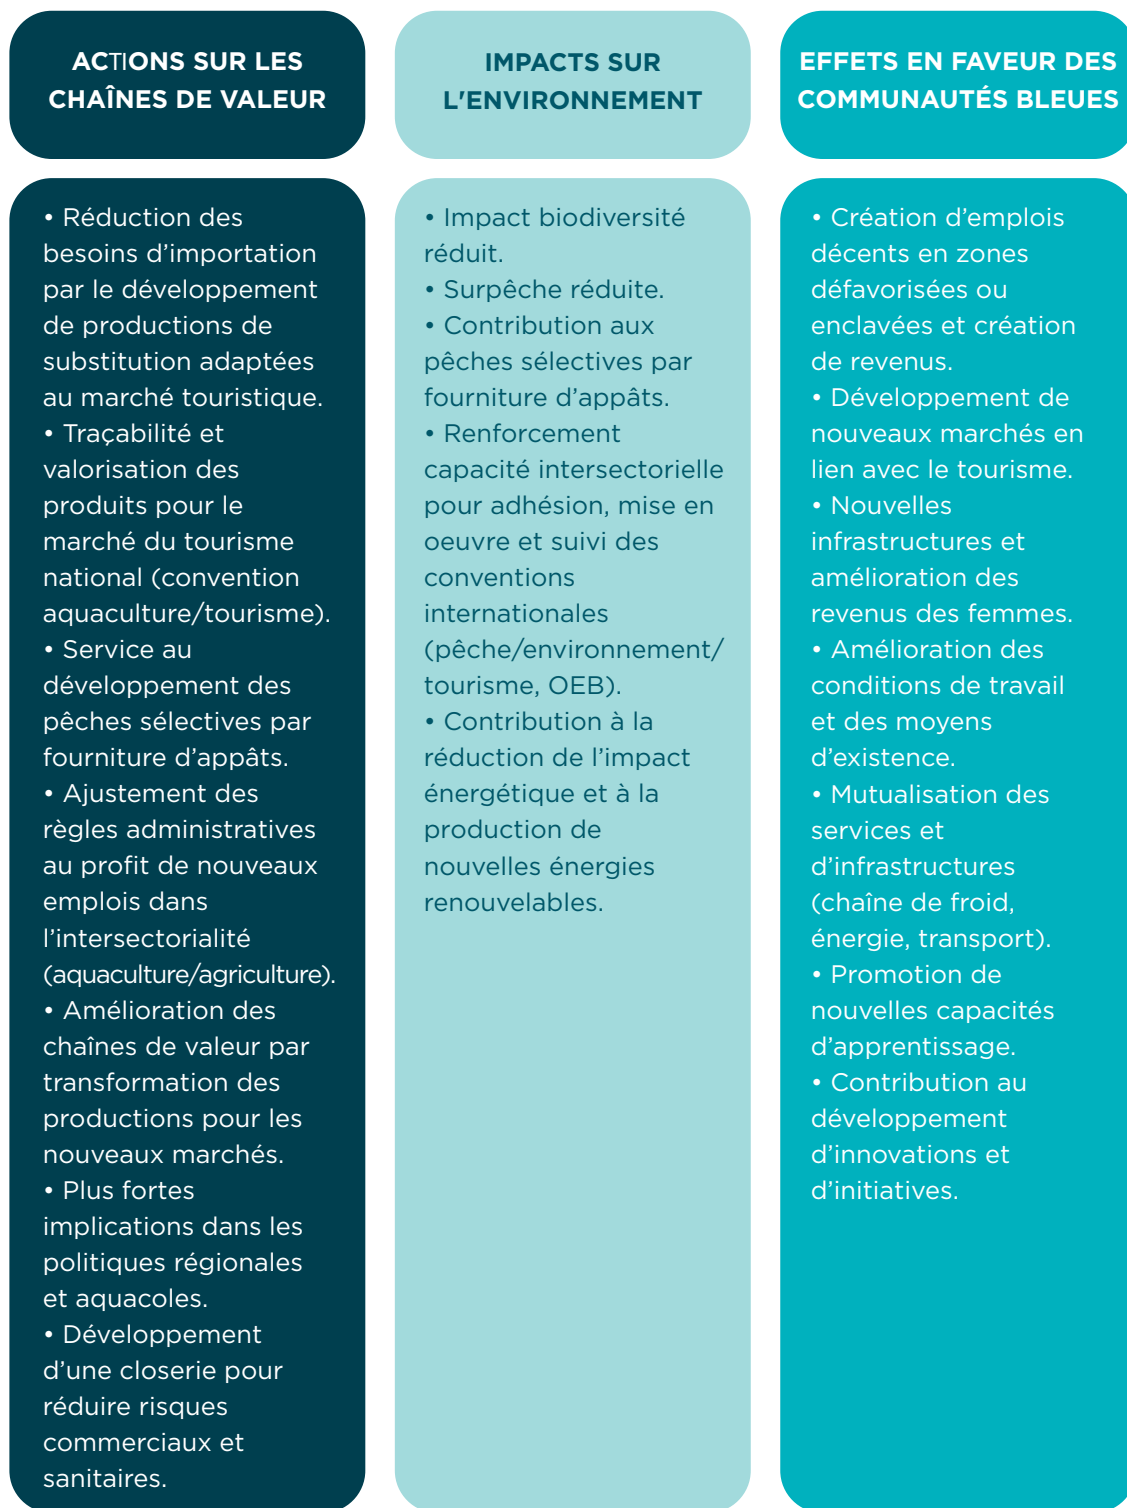 ACTIONS SUR LES
CHAÎNES DE VALEUR
• Réduction des
besoins d’importation
par le développement
de productions de
substitution adaptées
au marché touristique.
• Traçabilité et
valorisation des
produits pour le
marché du tourisme
national (convention
aquaculture/tourisme).
• Service au
développement des
pêches sélectives par
fourniture d’appâts.
• Ajustement des
règles administratives
au profit de nouveaux
emplois dans
l’intersectorialité
(aquaculture/agriculture).
• Amélioration des
chaînes de valeur par
transformation des
productions pour les
nouveaux marchés.
• Plus fortes
implications dans les
politiques régionales
et aquacoles.
• Développement
d’une closerie pour
réduire risques
commerciaux et
sanitaires.
IMPACTS SUR
L'ENVIRONNEMENT
• Impact biodiversité
réduit.
• Surpêche réduite.
• Contribution aux
pêches sélectives par
fourniture d’appâts.
• Renforcement
capacité intersectorielle
pour adhésion, mise en
oeuvre et suivi des
conventions
internationales
(pêche/environnement/
tourisme, OEB).
• Contribution à la
réduction de l’impact
énergétique et à la
production de
nouvelles énergies
renouvelables.
EFFETS EN FAVEUR DES
COMMUNAUTÉS BLEUES
• Création d’emplois
décents en zones
défavorisées ou
enclavées et création
de revenus.
• Développement de
nouveaux marchés en
lien avec le tourisme.
• Nouvelles
infrastructures et
amélioration des
revenus des femmes.
• Amélioration des
conditions de travail
et des moyens
d’existence.
• Mutualisation des
services et
d’infrastructures
(chaîne de froid,
énergie, transport).
• Promotion de
nouvelles capacités
d’apprentissage.
• Contribution au
développement
d’innovations et
d’initiatives.